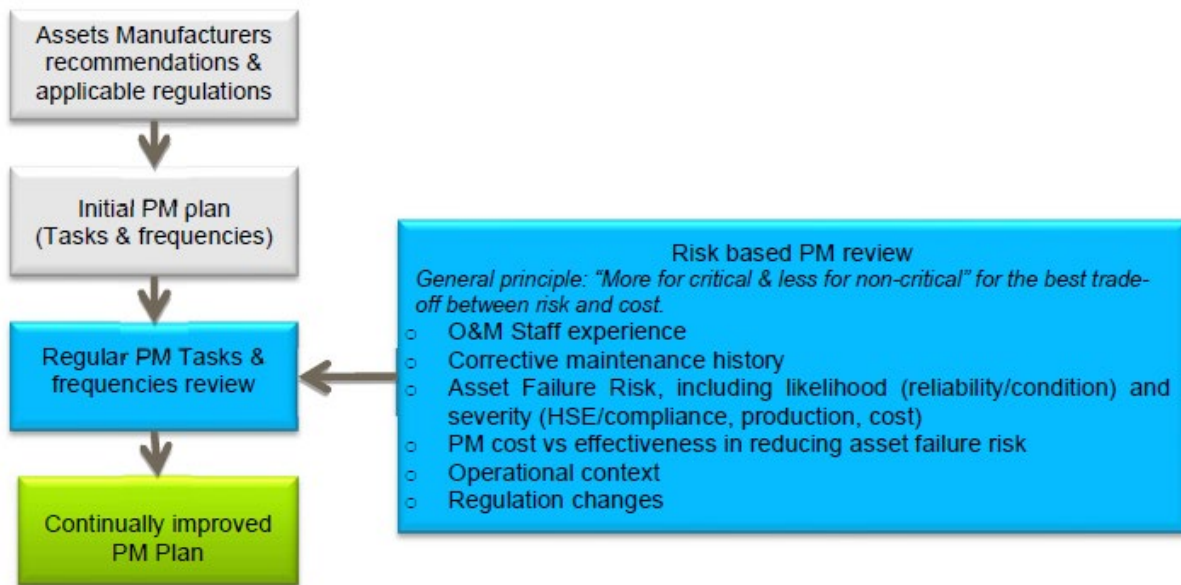 Assets Manufacturers
recommendations &
applicable regulations
Initial PM plan
(Tasks & frequencies)
Regular PM Tasks &
frequencies review
Continually improved
PM Plan
Risk based PM review
General principle: “More for critical & less for non-critical” for the best trade-
off between risk and cost.
o O&M Staff experience
o Corrective maintenance history
o Asset Failure Risk, including likelihood (reliability/condition) and
severity (HSE/compliance, production, cost)
o PM cost vs effectiveness in reducing asset failure risk
o Operational context
o Regulation changes